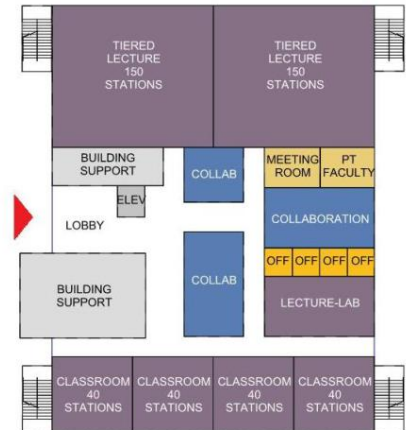 TIERED
LECTURE
150
STATIONS
TIERED
LECTURE
150
STATIONS
BUILDING
SUPPORT
COLLAB
MEETING
ROOM
PT
FACULTY
ELEV
LOBBY
COLLABORATION
OFF OFF OFF OFF
BUILDING
SUPPORT
COLLAB
LECTURE-LAB
CLASSROOM
40
STATIONS
CLASSROOM
40
STATIONS
CLASSROOM
40
STATIONS
CLASSROOM
40
STATIONS